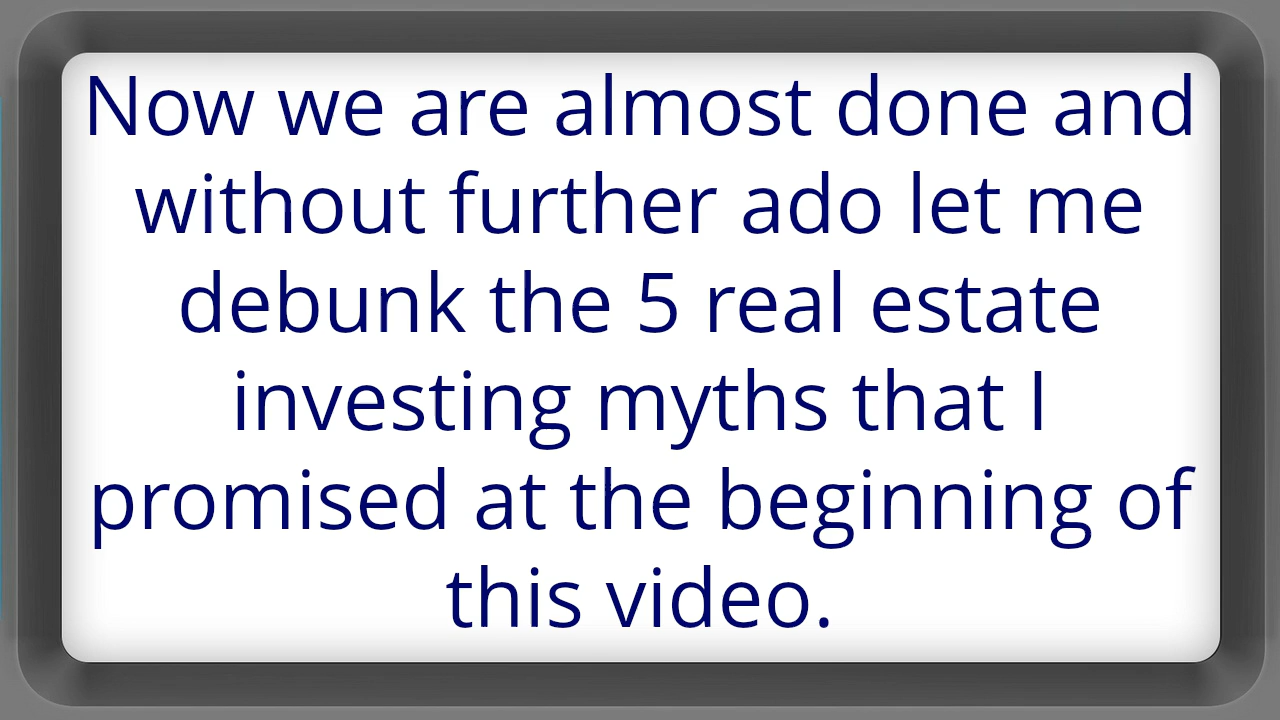 Now we are almost done and
without further ado let me
debunk the 5 real estate
investing myths that I
promised at the beginning of
this video.